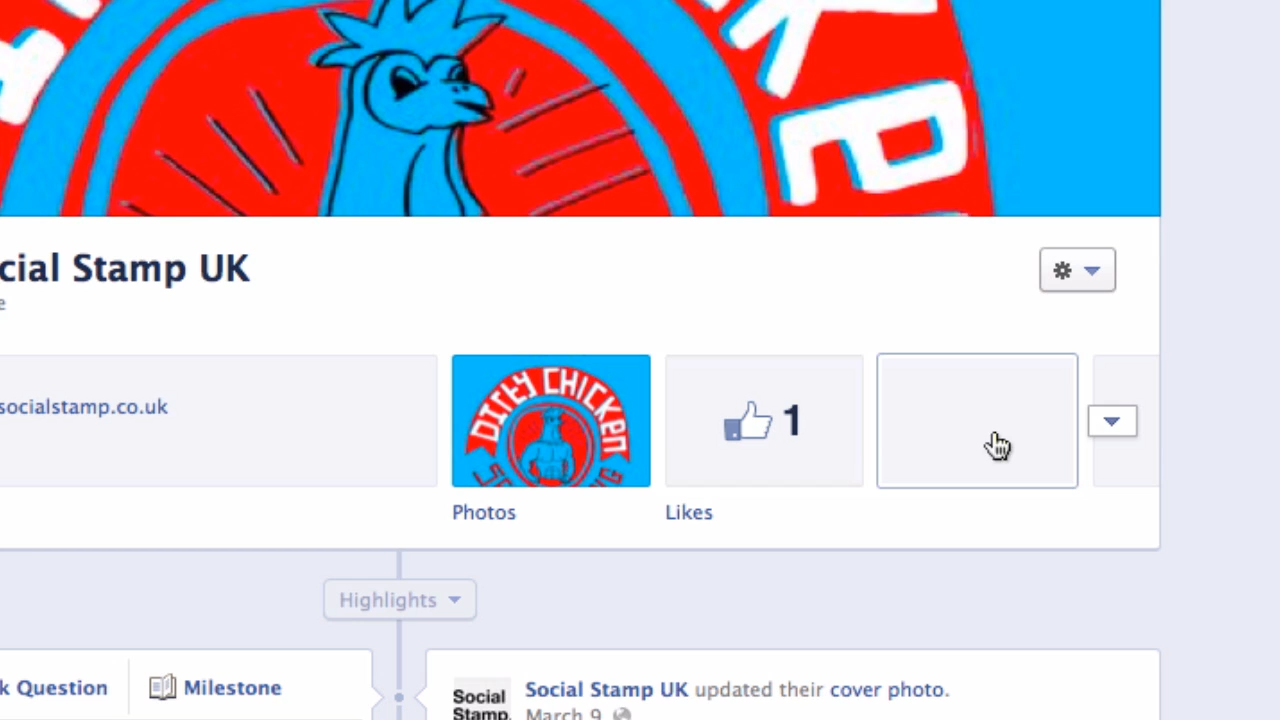 cial Stamp UK
socialstamp.co.uk
DIRTY CHICKEN
1
Photos
Likes
Highlights
k Question
Milestone
Social Stamp UK updated their cover photo.
Social
Stamp.
March 9